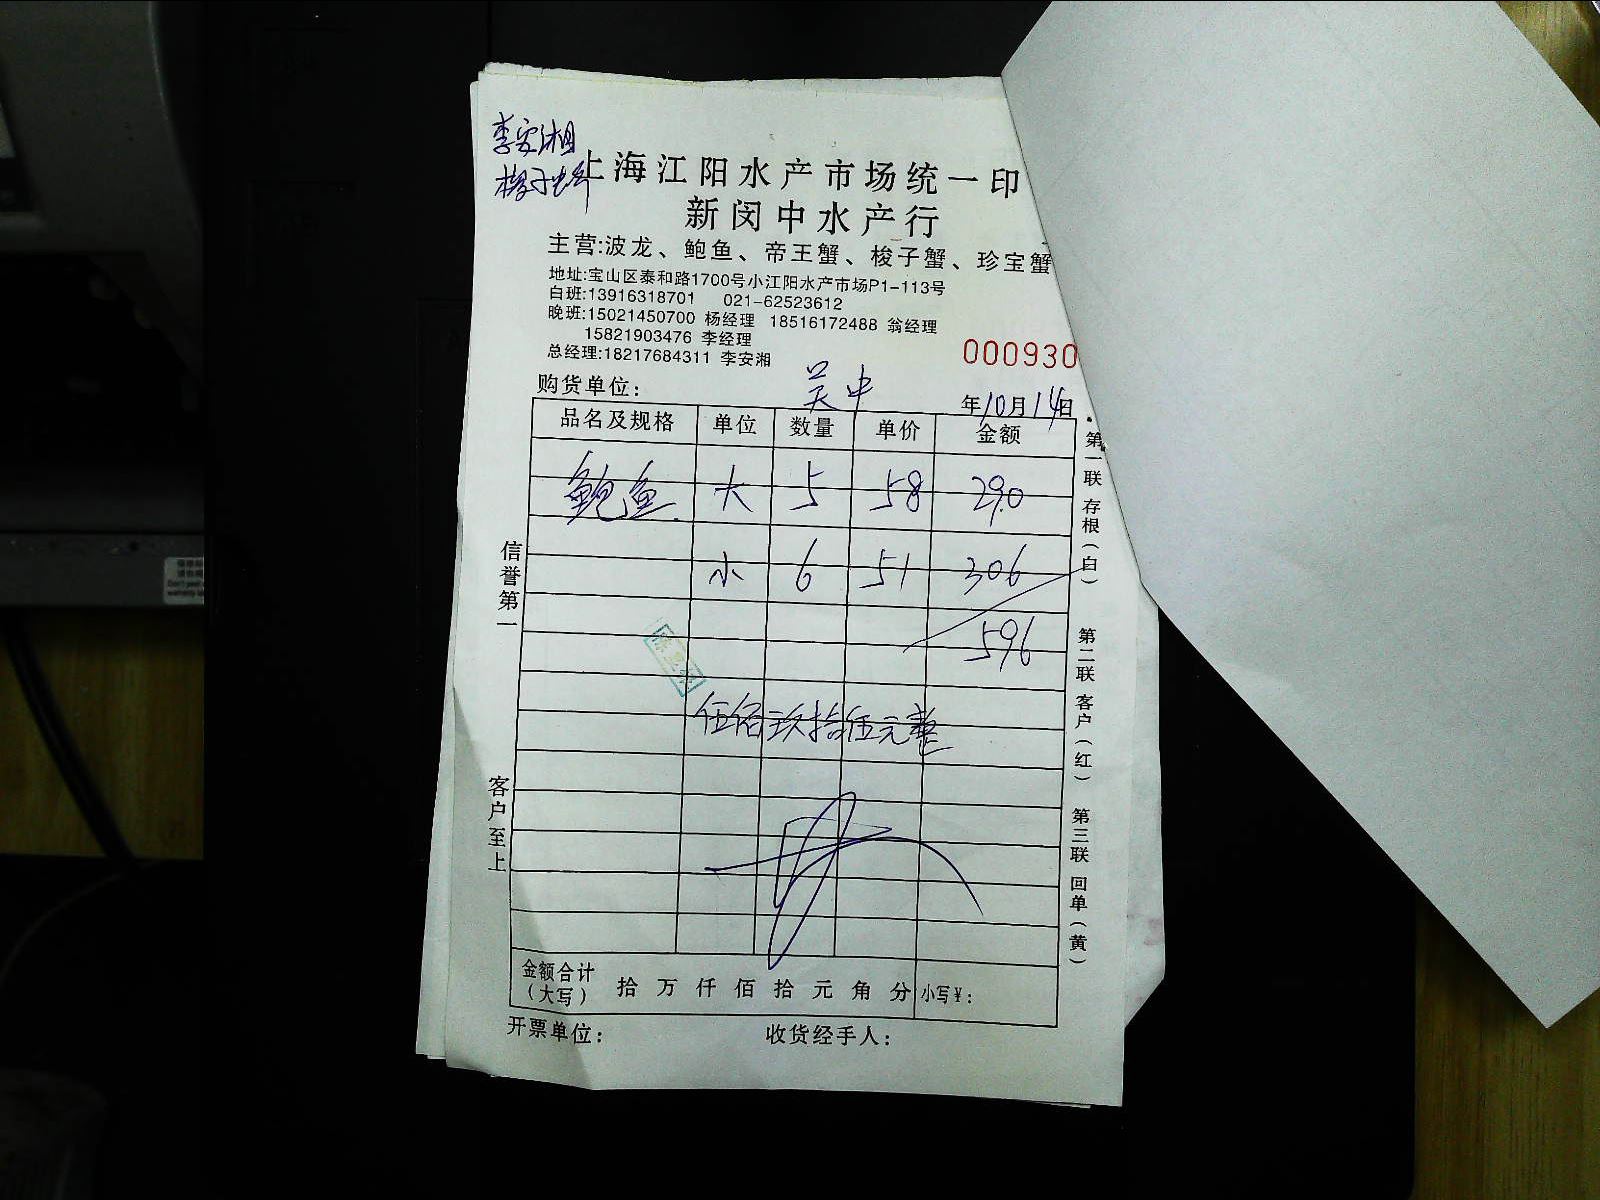 李安湘
梭子蟹
上海江阳水产市场统一印
新闵中水产行
主营:波龙、鲍鱼、帝王蟹、梭子蟹、珍宝蟹
地址:宝山区泰和路1700号小江阳水产市场P1-113号
白班:13916318701 021-62523612
晚班:15021450700 杨经理 18516172488 翁经理
15821903476 李经理
总经理:18217684311 李安湘
000930
购货单位: 吴中 年10月14日
品名及规格 单位 数量 单价 金额
鲍鱼 大 5 58 290
小 6 51 306
596
伍佰玖拾伍元整
金额合计
(大写) 拾 万 仟 佰 拾 元 角 分 小写¥:
开票单位: 收货经手人:
信誉第一
客户至上
第一联 存根(白)
第二联 客户(红)
第三联 回单(黄)